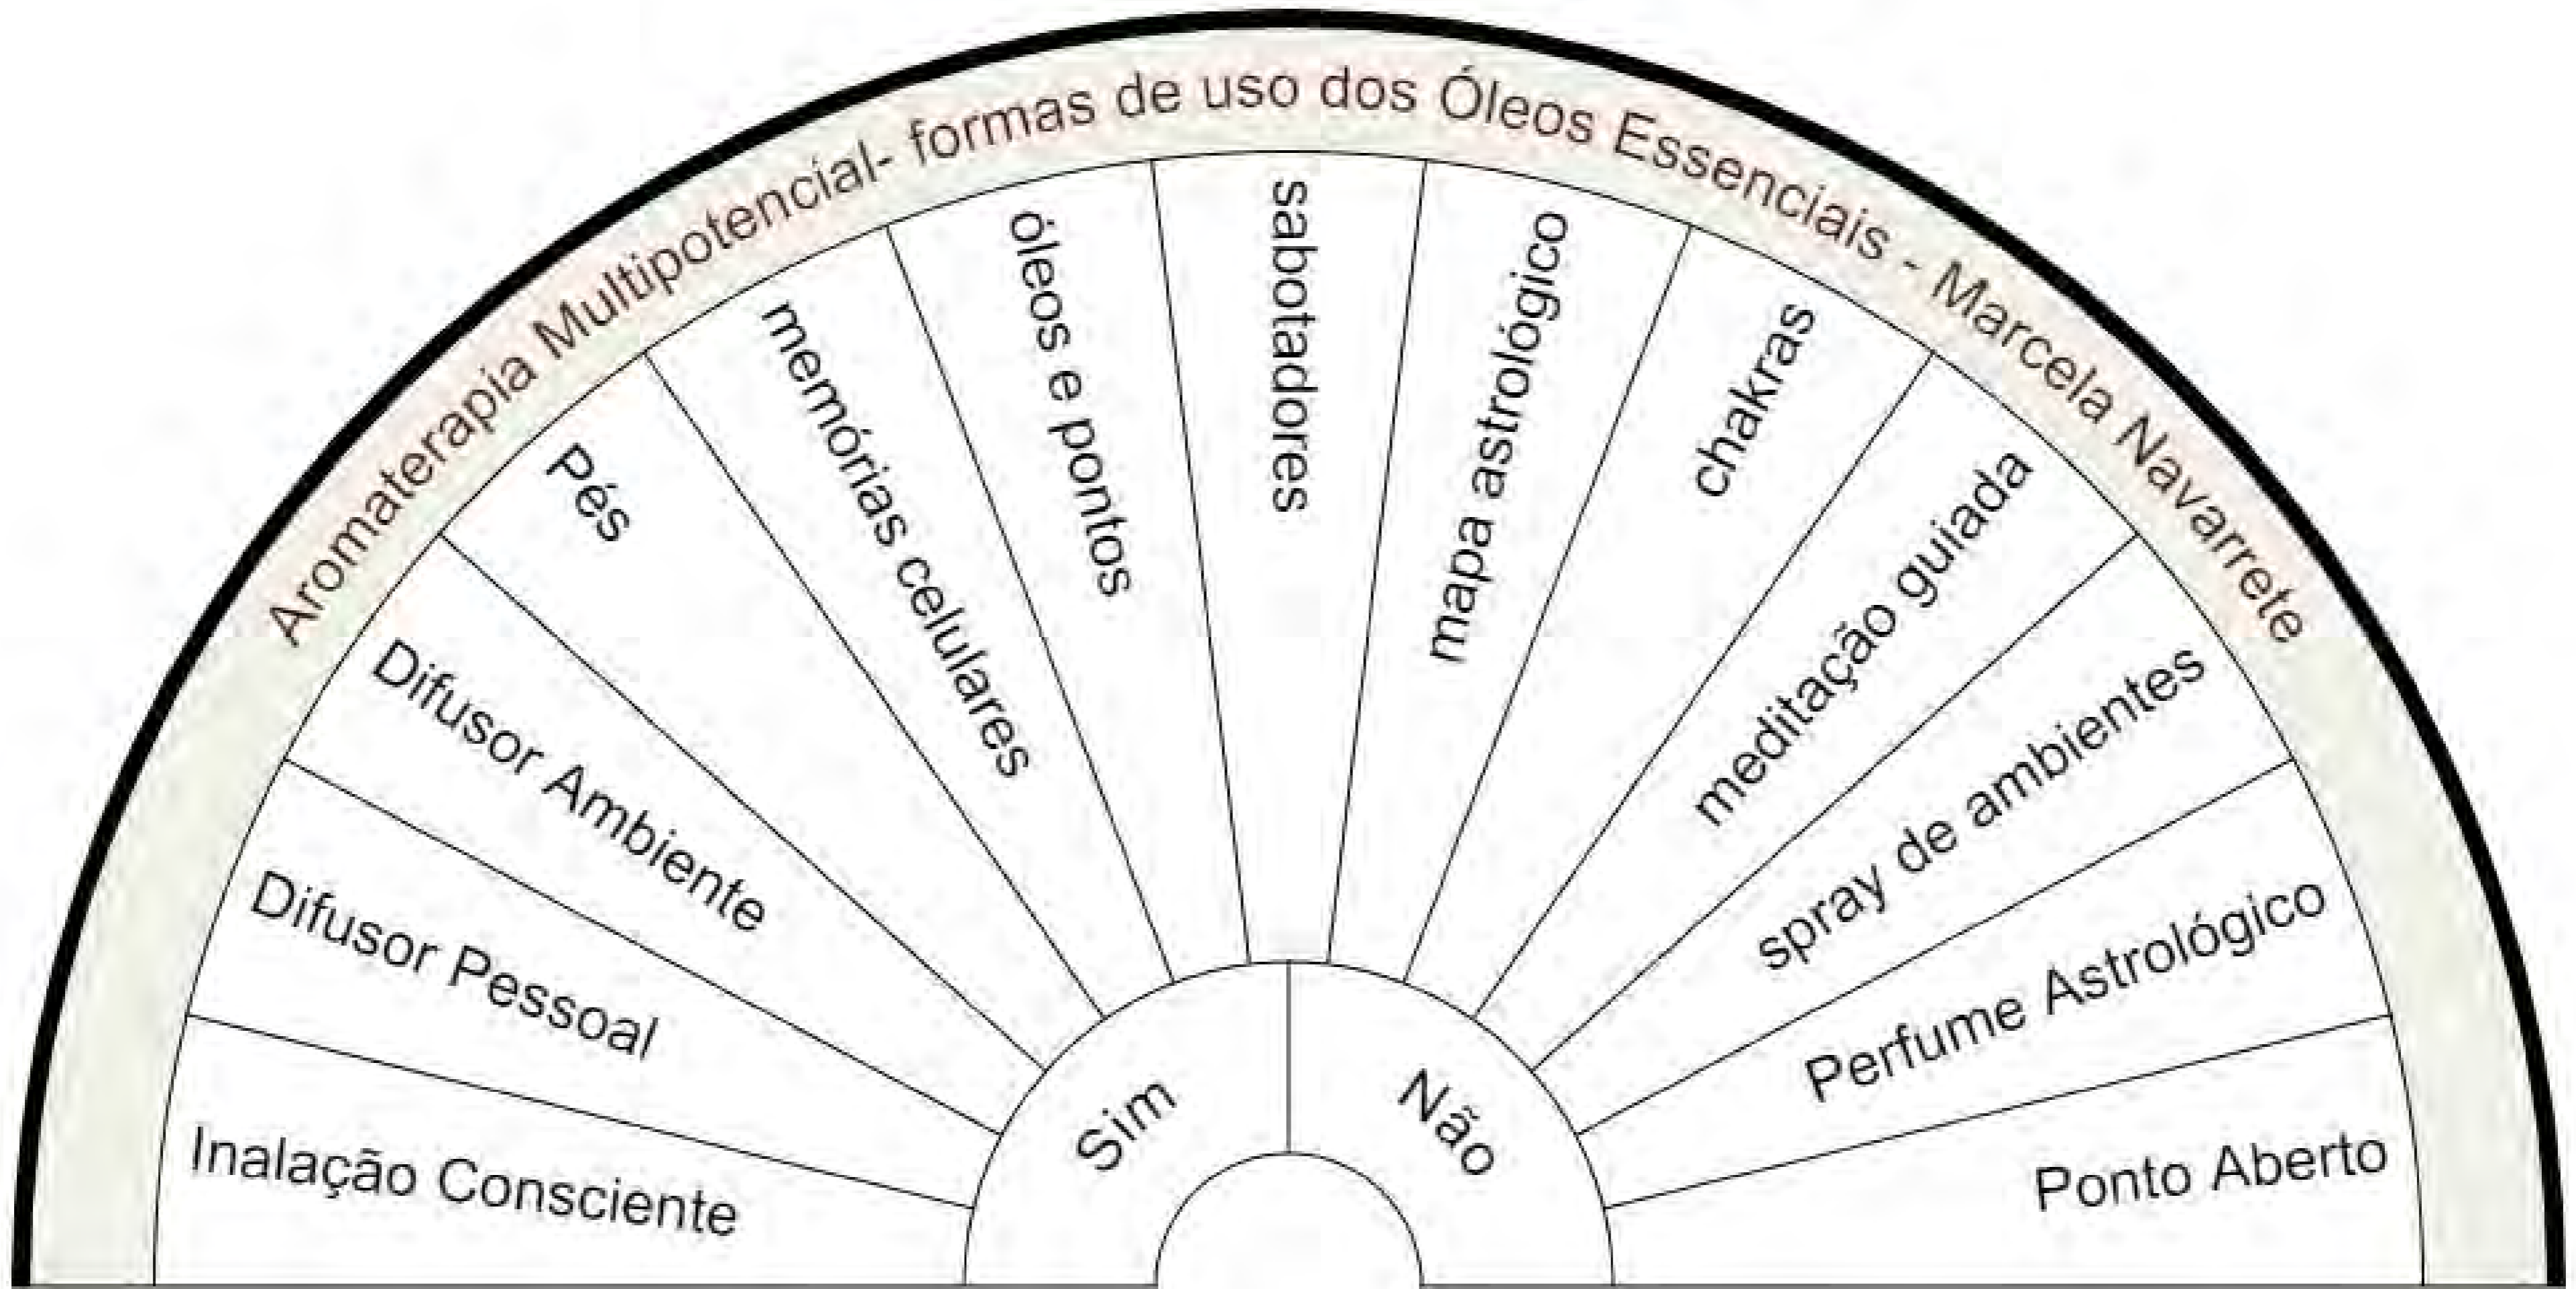 Aromaterapia Multipotencial- formas de uso dos Óleos Essenciais - Marcela Navarrete
Inalação Consciente
Difusor Pessoal
Difusor Ambiente
Pés
memórias celulares
óleos e pontos
sabotadores
mapa astrológico
chakras
meditação guiada
spray de ambientes
Perfume Astrológico
Ponto Aberto
Sim
Não